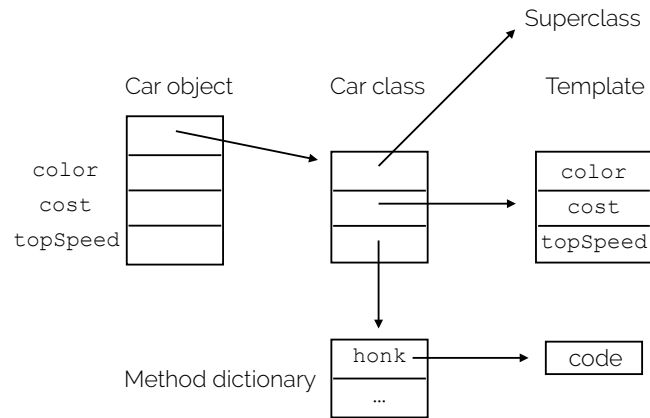 Superclass
Car object
Car class
Template
color
cost
topSpeed
color
cost
topSpeed
honk
code
Method dictionary
...